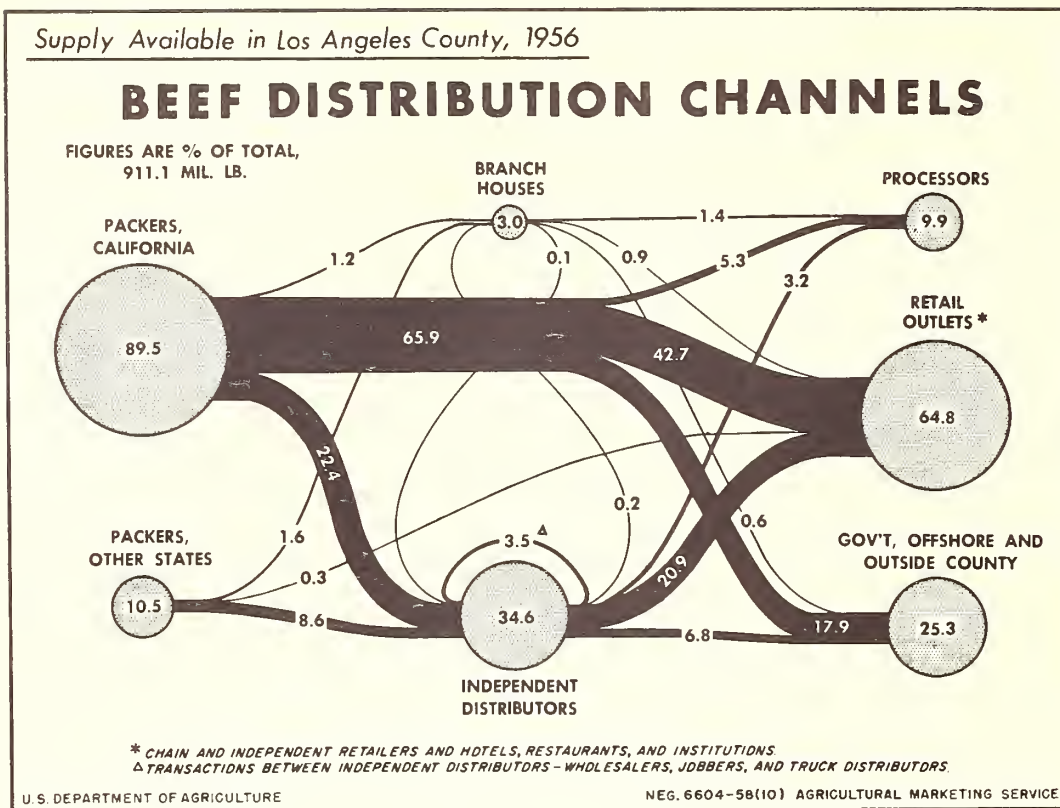 Supply Available in Los Angeles County, 1956
BEEF DISTRIBUTION CHANNELS
FIGURES ARE % OF TOTAL,
911.1 MIL. LB.
BRANCH
HOUSES
PROCESSORS
PACKERS,
CALIFORNIA
3.0
1.4
9.9
1.2
0.1
0.9
5.3
3.2
RETAIL
OUTLETS *
89.5
65.9
42.7
64.8
22.4
0.2
0.6
PACKERS,
OTHER STATES
1.6
3.5 Δ
GOV'T, OFFSHORE AND
OUTSIDE COUNTY
0.3
20.9
10.5
8.6
34.6
6.8
17.9
25.3
INDEPENDENT
DISTRIBUTORS
* CHAIN AND INDEPENDENT RETAILERS AND HOTELS, RESTAURANTS, AND INSTITUTIONS.
Δ TRANSACTIONS BETWEEN INDEPENDENT DISTRIBUTORS – WHOLESALERS, JOBBERS, AND TRUCK DISTRIBUTORS.
U.S. DEPARTMENT OF AGRICULTURE
NEG. 6604-58(10) AGRICULTURAL MARKETING SERVICE